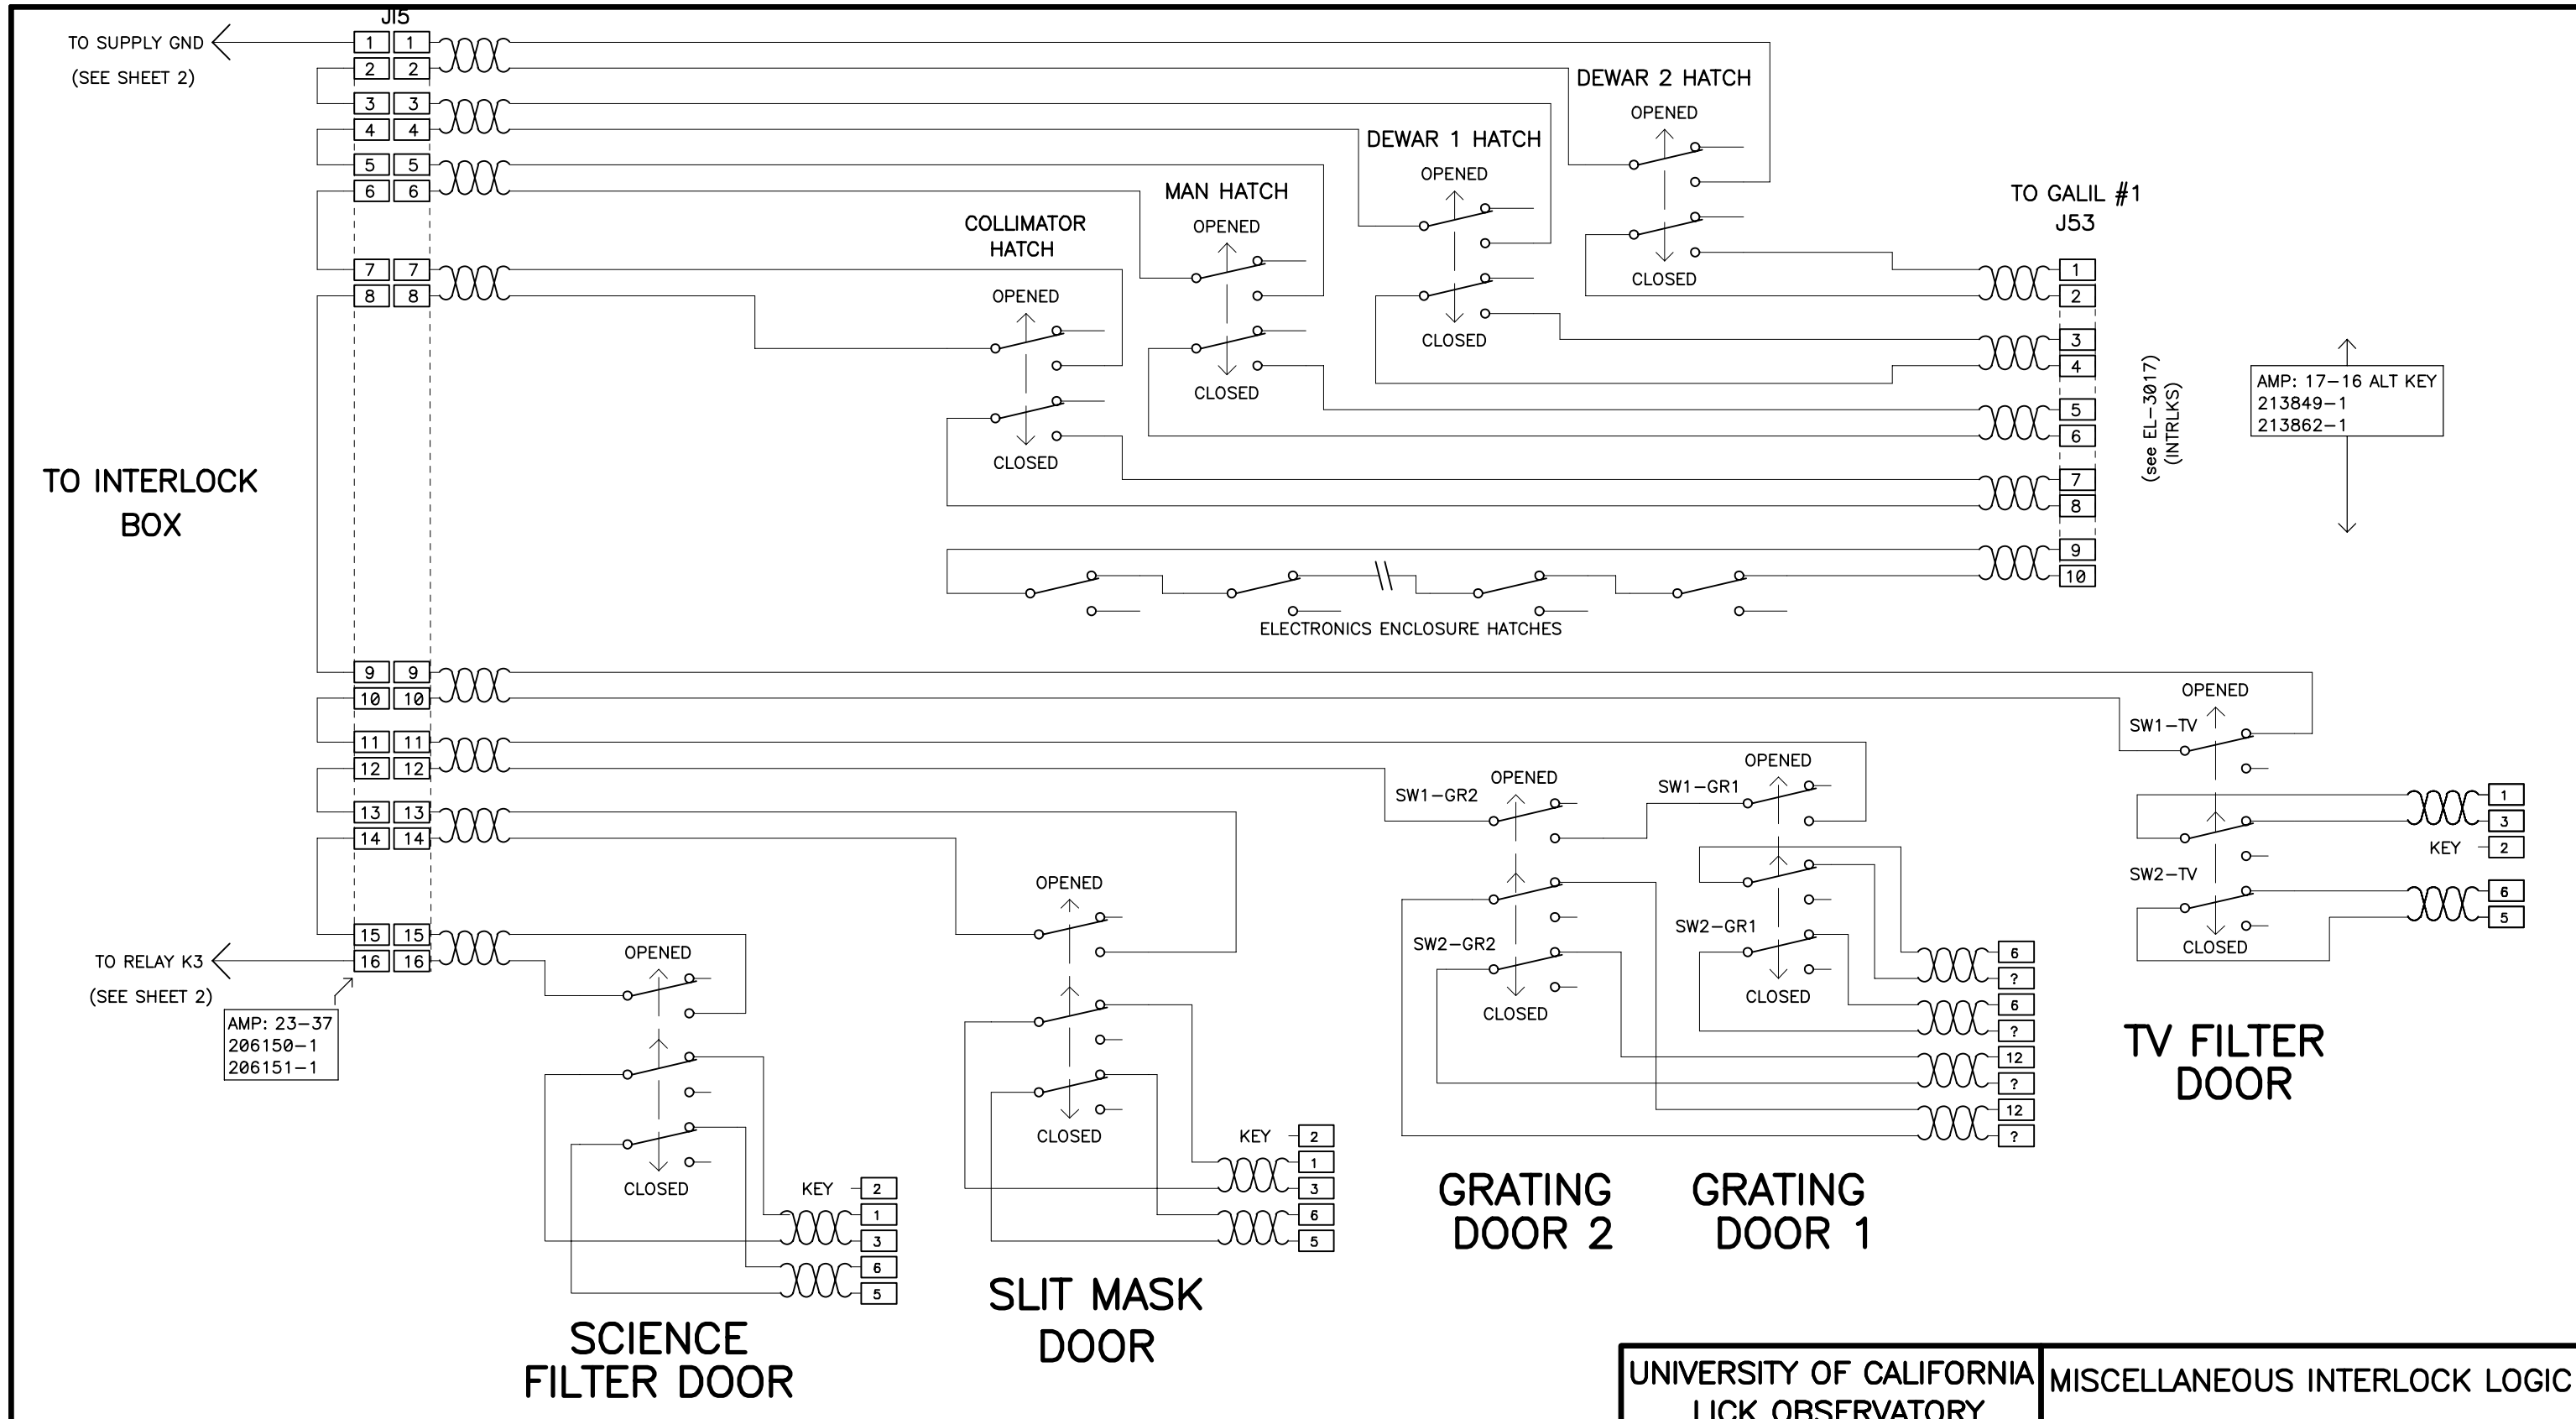 J15
TO SUPPLY GND
(SEE SHEET 2)
1 1
2 2
3 3
4 4
5 5
6 6
7 7
8 8
TO INTERLOCK
BOX
9 9
10 10
11 11
12 12
13 13
14 14
15 15
16 16
TO RELAY K3
(SEE SHEET 2)
AMP: 23-37
206150-1
206151-1
DEWAR 2 HATCH
OPENED
CLOSED
DEWAR 1 HATCH
OPENED
CLOSED
MAN HATCH
OPENED
CLOSED
COLLIMATOR
HATCH
OPENED
CLOSED
TO GALIL #1
J53
1
2
3
4
5
6
7
8
9
10
(see EL-3017)
(INTRLKS)
AMP: 17-16 ALT KEY
213849-1
213862-1
ELECTRONICS ENCLOSURE HATCHES
OPENED
SW1-TV
SW2-TV
CLOSED
1
3
KEY 2
6
5
TV FILTER
DOOR
OPENED
SW1-GR1
SW2-GR1
CLOSED
OPENED
SW1-GR2
SW2-GR2
CLOSED
6
?
6
?
12
?
12
?
GRATING
DOOR 2
GRATING
DOOR 1
OPENED
CLOSED
KEY 2
1
3
6
5
SLIT MASK
DOOR
OPENED
CLOSED
KEY 2
1
3
6
5
SCIENCE
FILTER DOOR
UNIVERSITY OF CALIFORNIA
LICK OBSERVATORY
MISCELLANEOUS INTERLOCK LOGIC